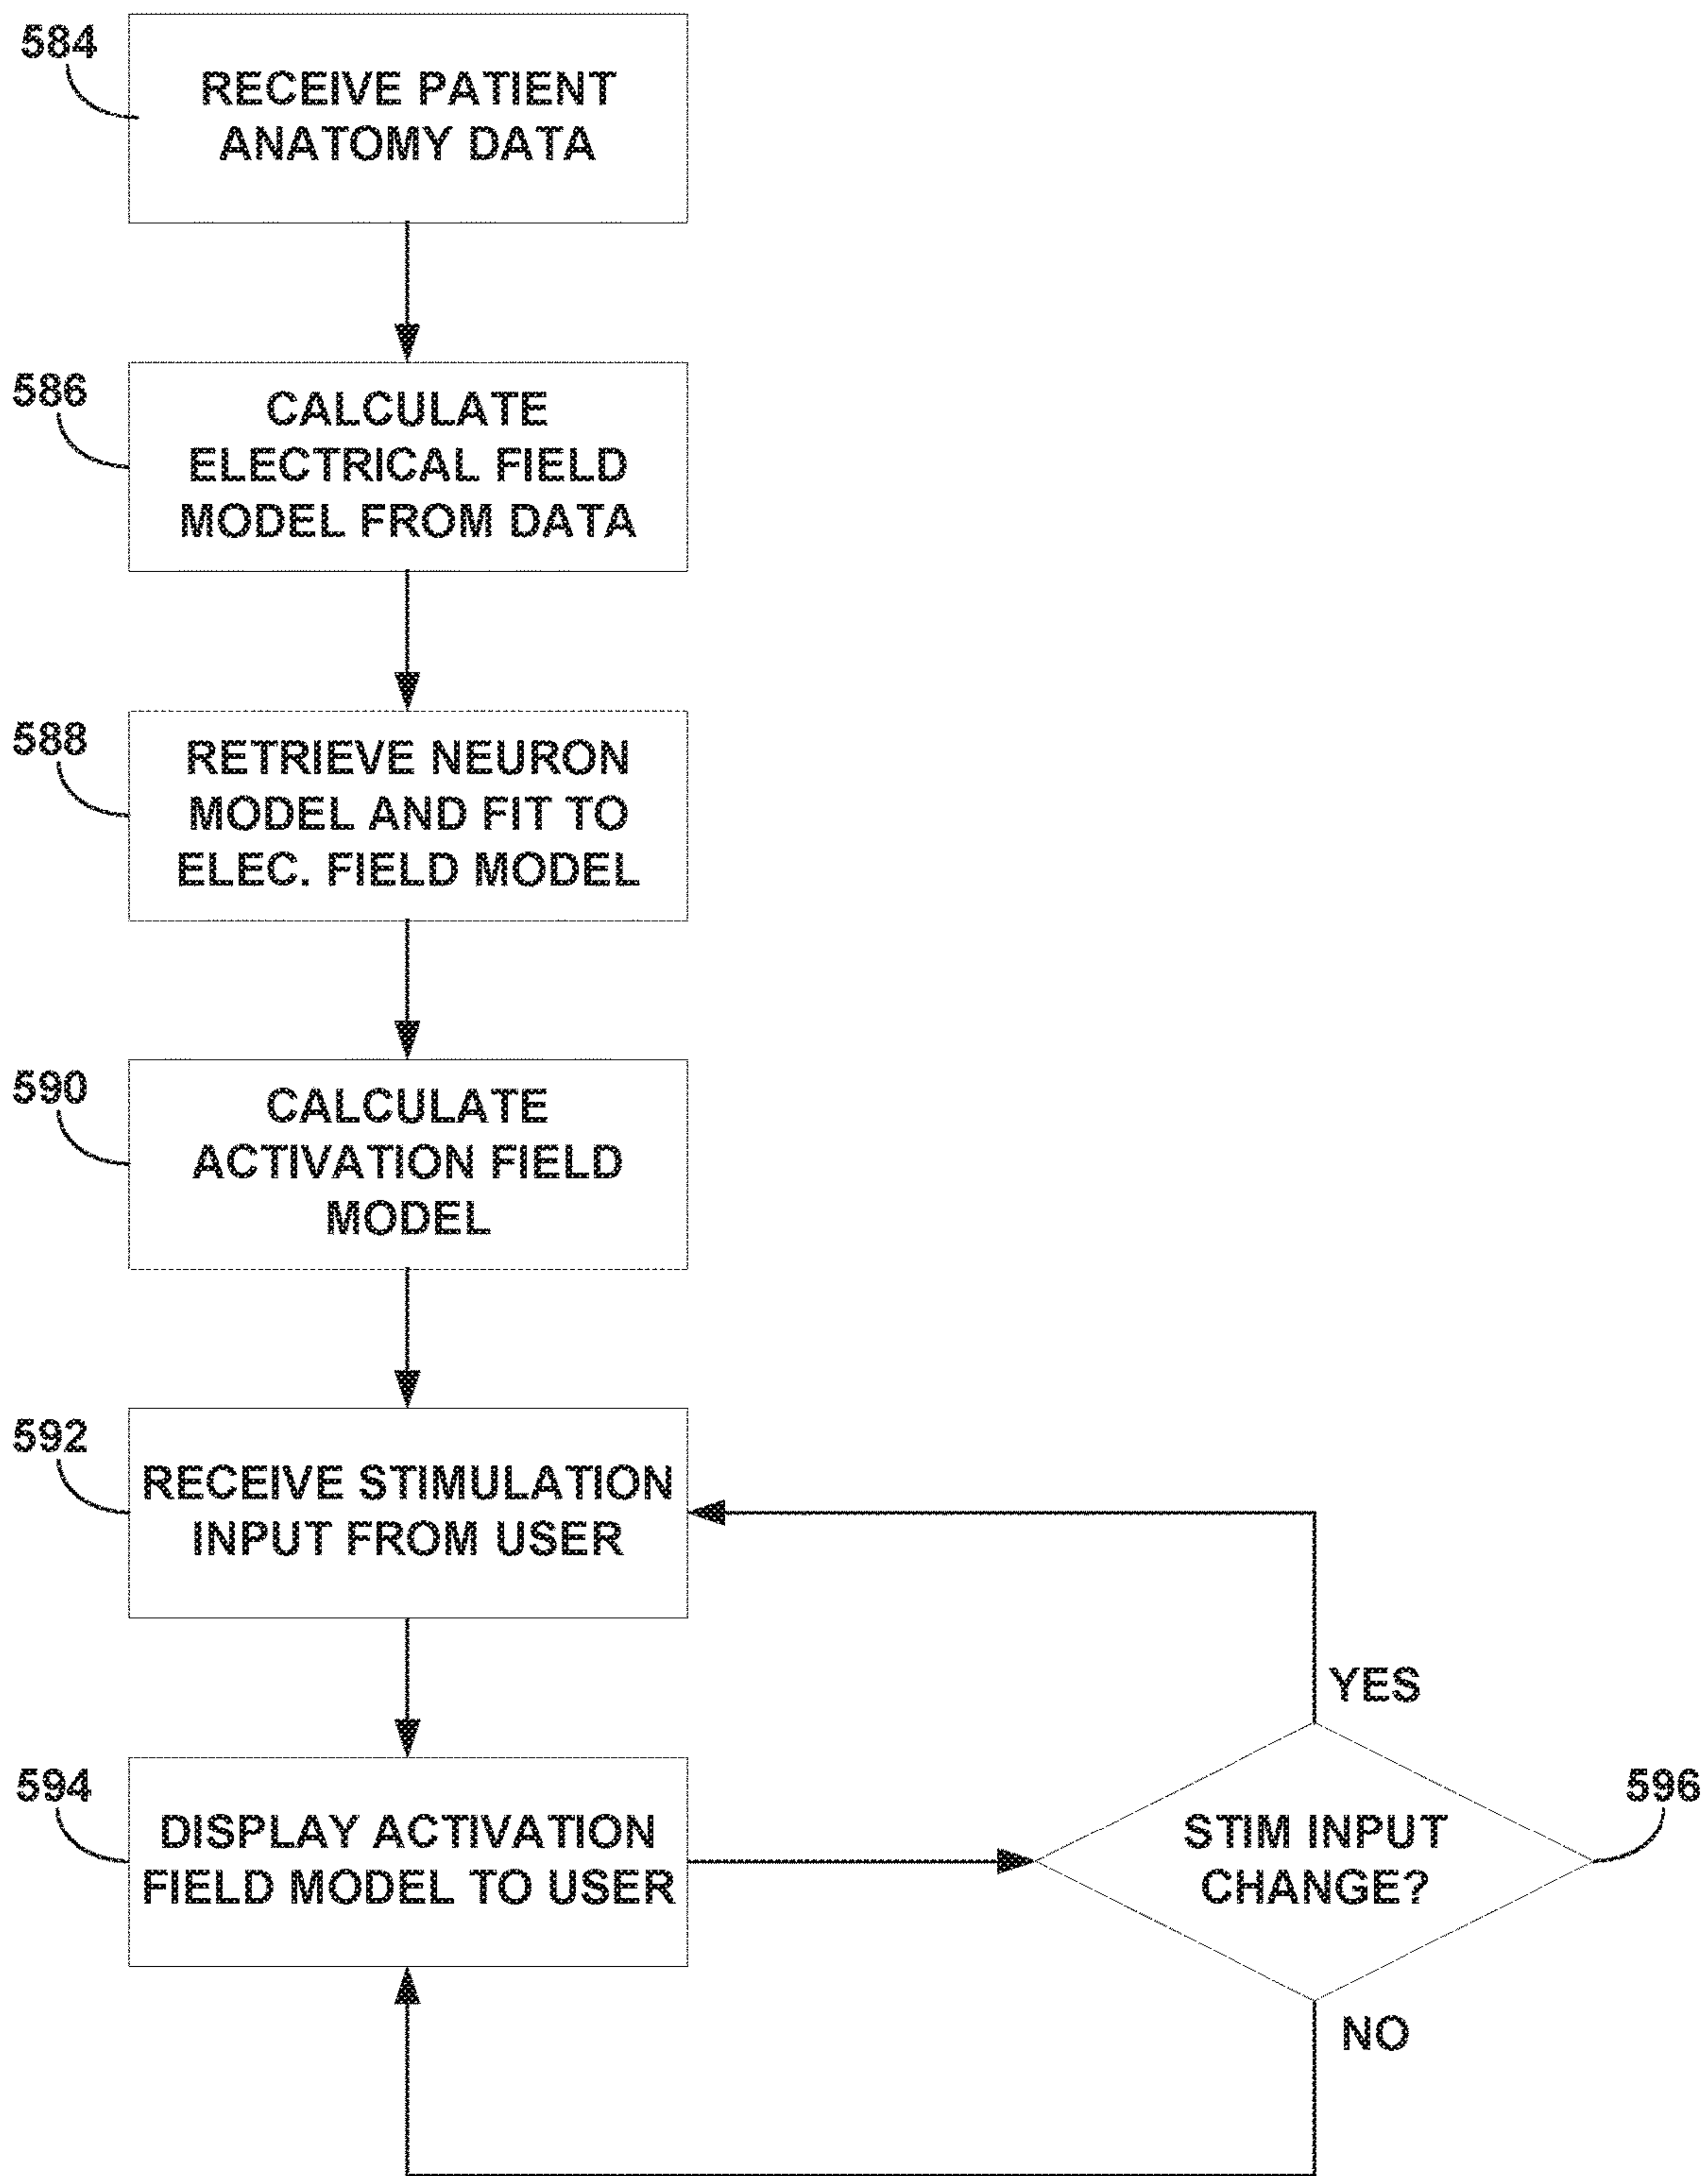 584
RECEIVE PATIENT
ANATOMY DATA
586
CALCULATE
ELECTRICAL FIELD
MODEL FROM DATA
588
RETRIEVE NEURON
MODEL AND FIT TO
ELEC. FIELD MODEL
590
CALCULATE
ACTIVATION FIELD
MODEL
592
RECEIVE STIMULATION
INPUT FROM USER
YES
594
DISPLAY ACTIVATION
FIELD MODEL TO USER
STIM INPUT
CHANGE?
596
NO